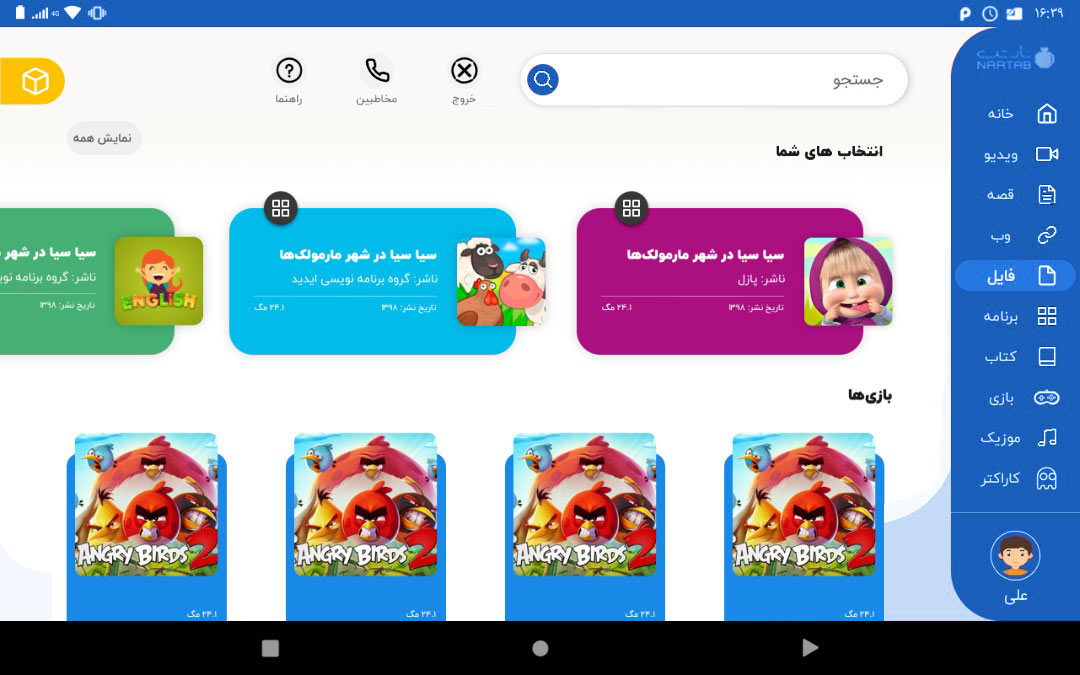 ۱۶:۳۹
4G
نارتب
NARTAB
خانه
ویدیو
قصه
وب
فایل
برنامه
کتاب
بازی
موزیک
کاراکتر
علی
جستجو
خروج
مخاطبین
راهنما
نمایش همه
انتخاب های شما
سیا سیا در شهر مارمولک‌ها
ناشر: پازل
تاریخ نشر: ۱۳۹۸
۲۴.۱ مگ
سیا سیا در شهر مارمولک‌ها
ناشر: گروه برنامه نویسی ایدید
تاریخ نشر: ۱۳۹۸
۲۴.۱ مگ
ENGLISH
سیا سیا در شهر
ناشر: گروه برنامه
تاریخ نشر: ۱۳۹۸
بازی‌ها
ANGRY BIRDS 2
۲۴.۱ مگ
ANGRY BIRDS 2
۲۴.۱ مگ
ANGRY BIRDS 2
۲۴.۱ مگ
ANGRY BIRDS 2
۲۴.۱ مگ